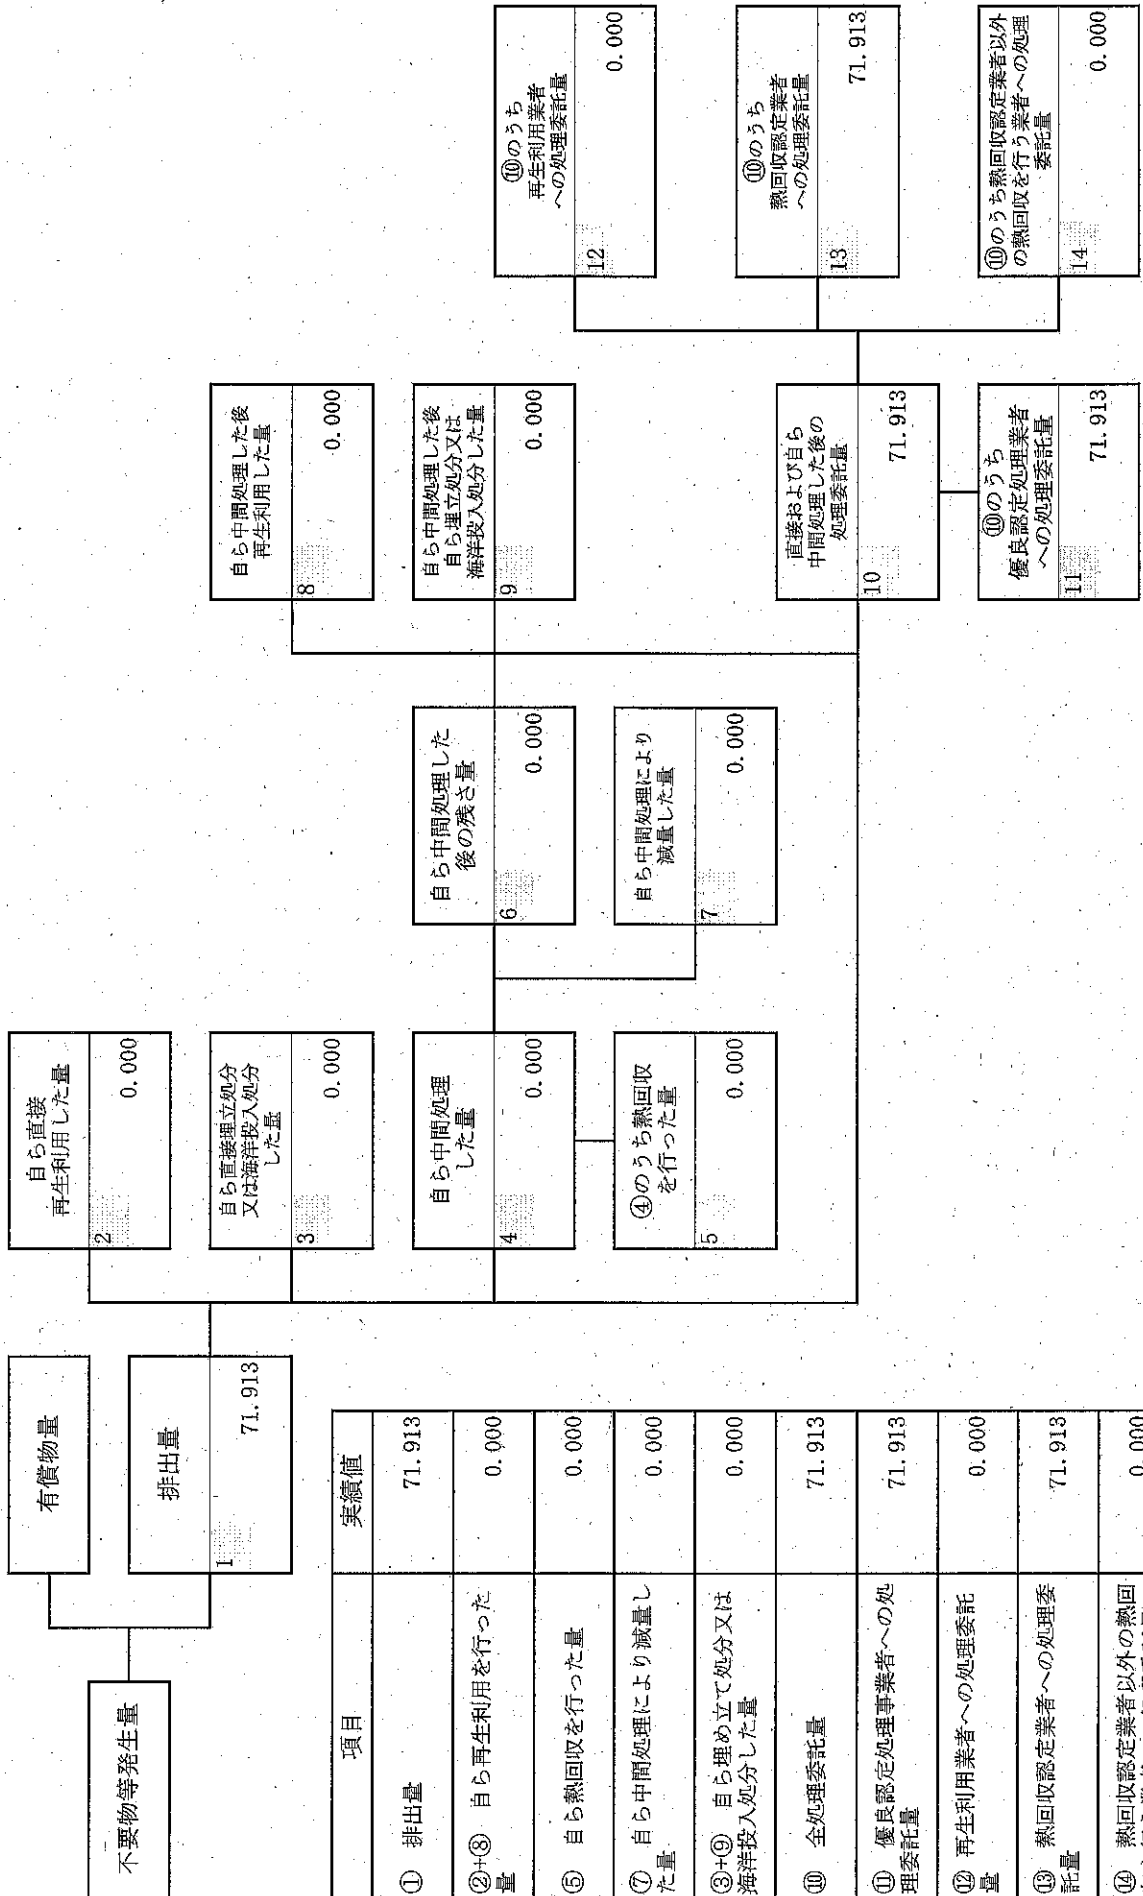 不要物等発生量
有償物量
排出量
1
71.913
自ら直接
再生利用した量
2
0.000
自ら直接埋立処分
又は海洋投入処分
した量
3
0.000
自ら中間処理
した量
4
0.000
④のうち熱回収
を行った量
5
0.000
自ら中間処理した
後の残さ量
6
0.000
自ら中間処理により
減量した量
7
0.000
自ら中間処理した後
再生利用した量
8
0.000
自ら中間処理した後
自ら埋立処分又は
海洋投入処分した量
9
0.000
直接および自ら
中間処理した後の
処理委託量
10
71.913
⑩のうち
優良認定処理業者
への処理委託量
11
71.913
⑩のうち
再生利用業者
への処理委託量
12
0.000
⑩のうち
熱回収認定業者
への処理委託量
13
71.913
⑩のうち熱回収認定業者以外
の熱回収を行う業者への処理
委託量
14
0.000
項目 実績値
① 排出量 71.913
②+⑧ 自ら再生利用を行った
量 0.000
⑤ 自ら熱回収を行った量 0.000
⑦ 自ら中間処理により減量し
た量 0.000
③+⑨ 自ら埋め立て処分又は
海洋投入処分した量 0.000
⑩ 全処理委託量 71.913
⑪ 優良認定処理事業者への処
理委託量 71.913
⑫ 再生利用業者への処理委託
量 0.000
⑬ 熱回収認定業者への処理委
託量 71.913
⑭ 熱回収認定業者以外の熱回
0.000